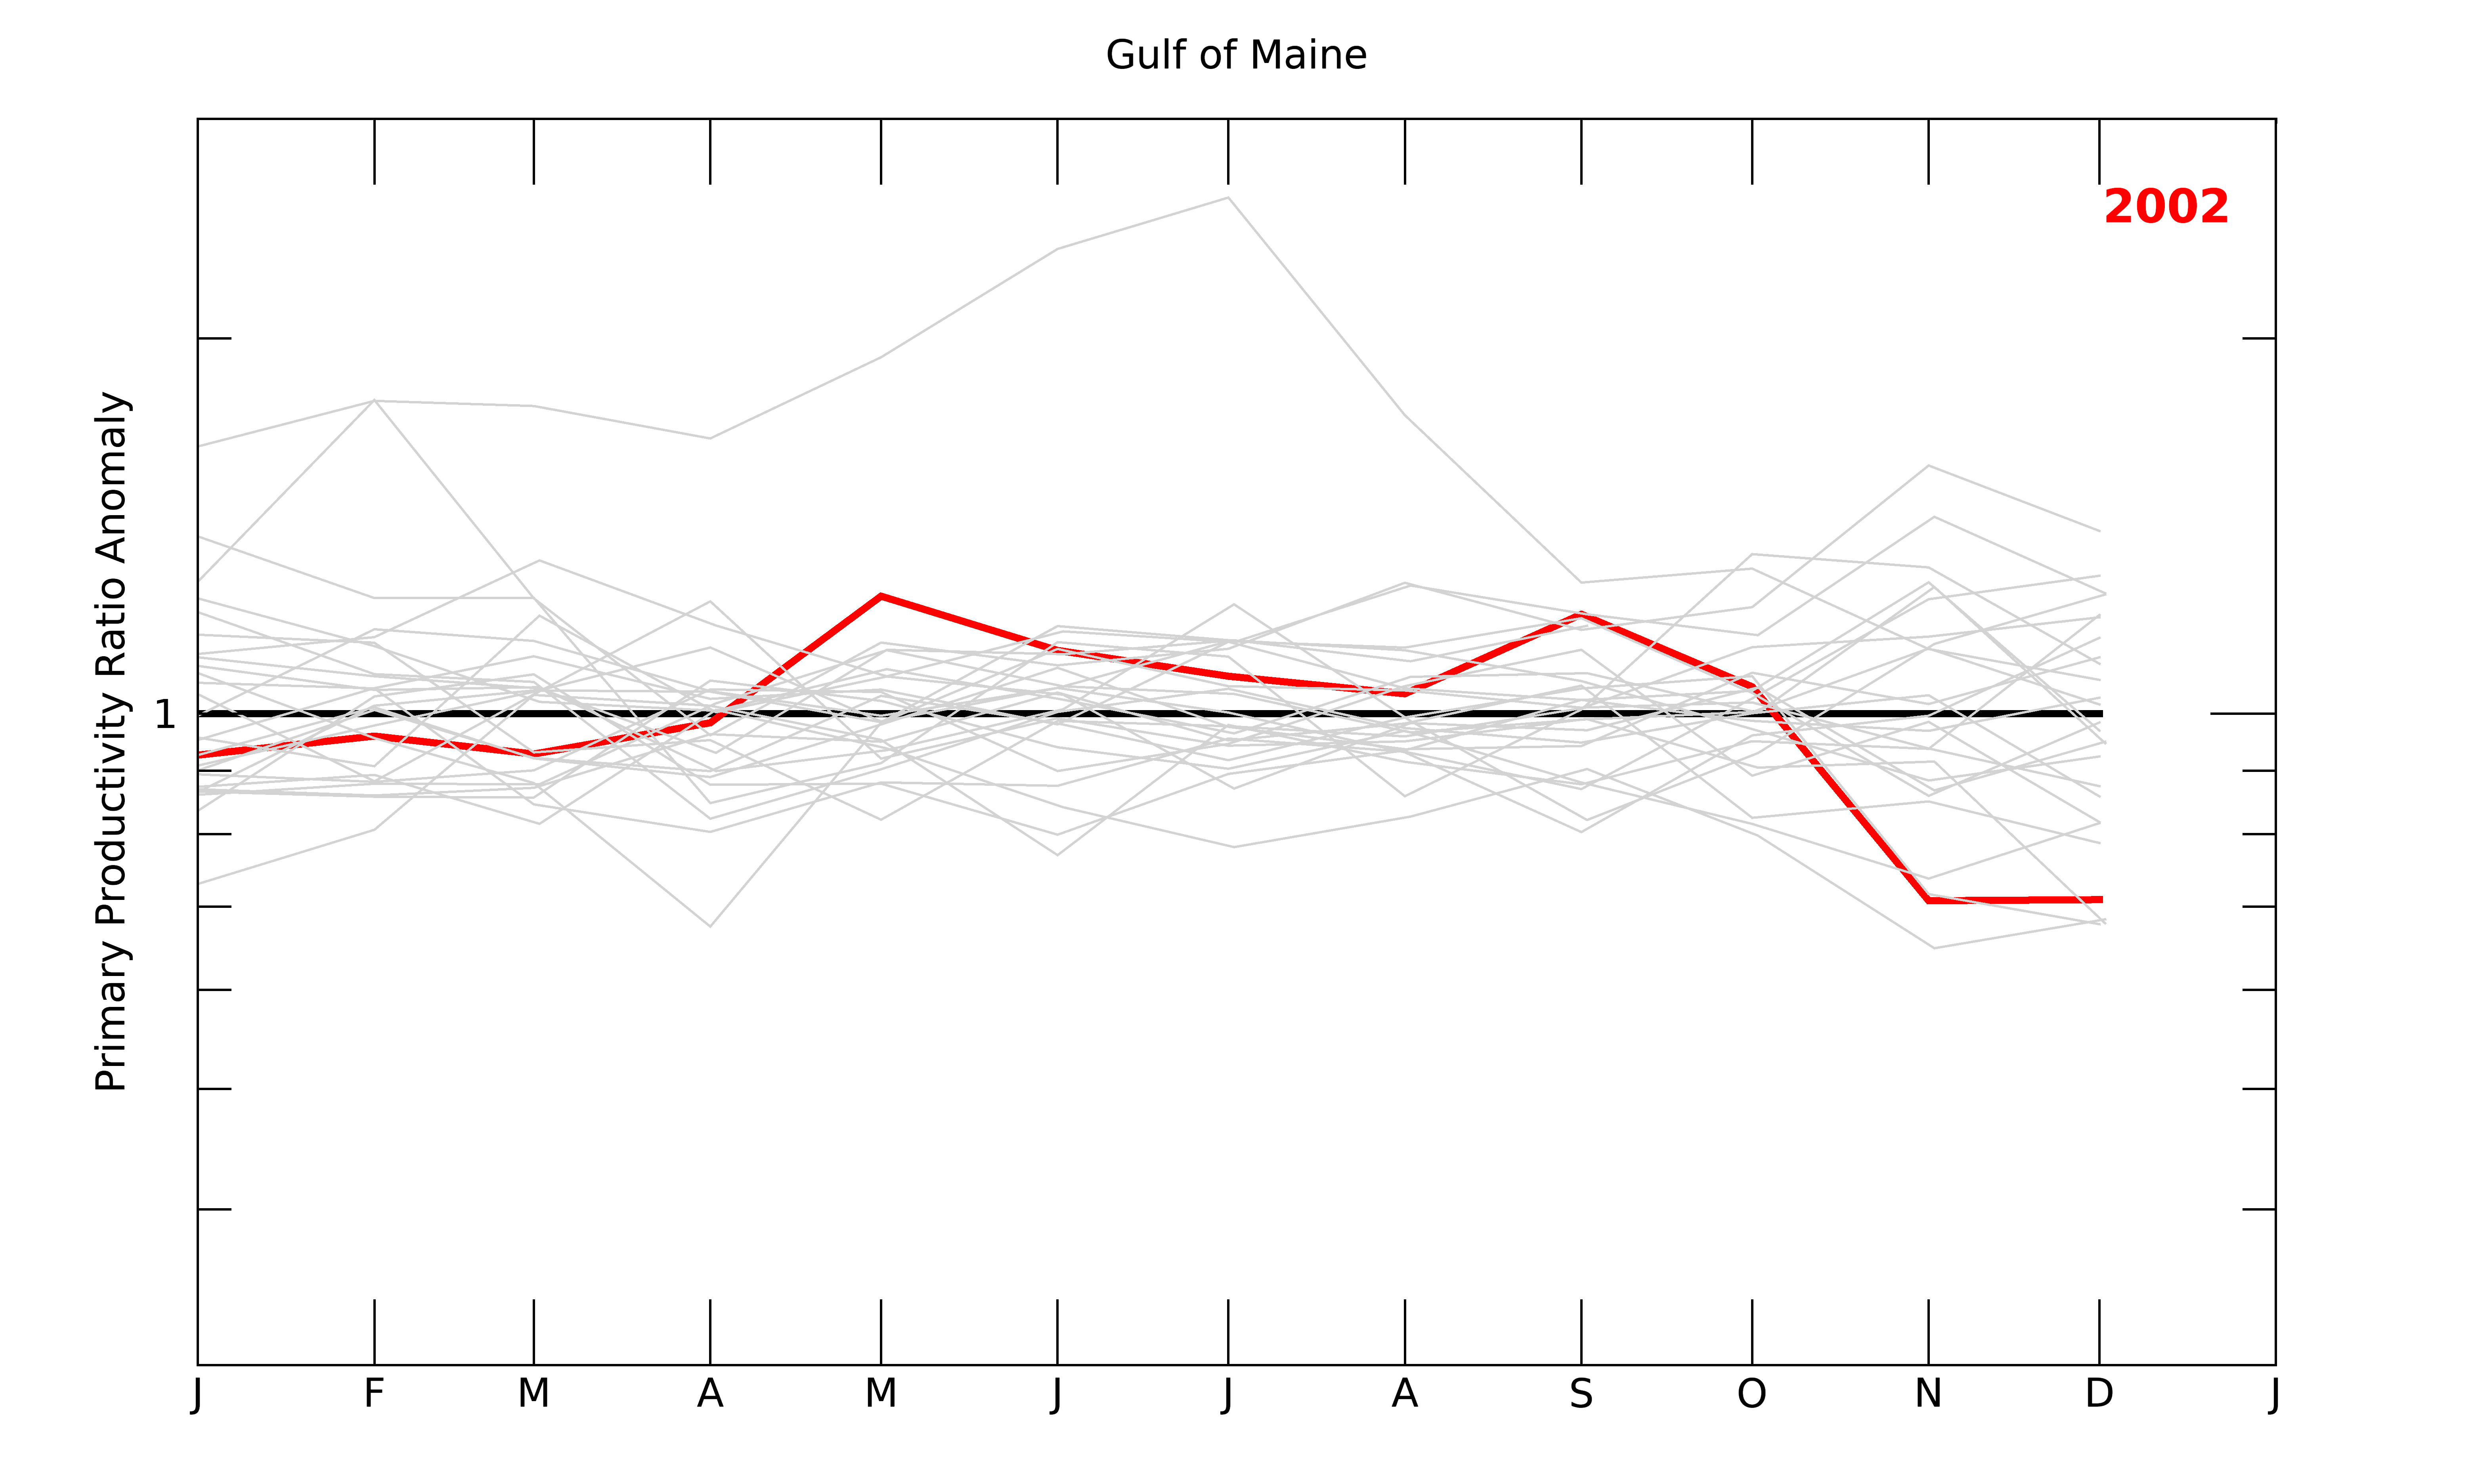 Gulf of Maine
2002
Primary Productivity Ratio Anomaly
1
J F M A M J J A S O N D J